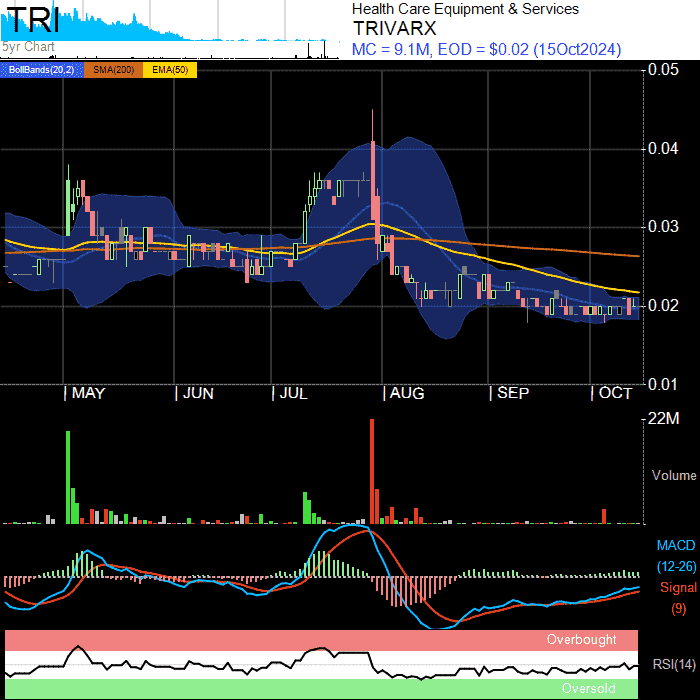 TRI
5yr Chart
Health Care Equipment & Services
TRIVARX
MC = 9.1M, EOD = $0.02 (15Oct2024)
BollBands(20,2) SMA(200) EMA(50)
0.05
0.04
0.03
0.02
0.01
MAY JUN JUL AUG SEP OCT
22M
Volume
MACD
(12-26)
Signal
(9)
Overbought
RSI(14)
Oversold